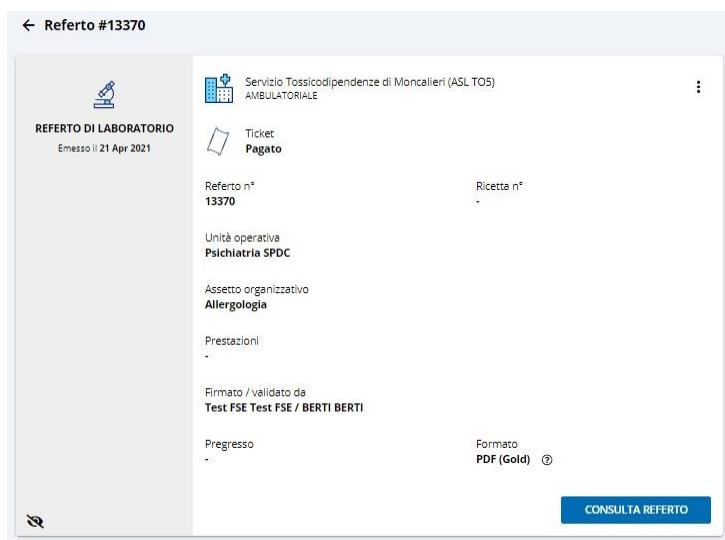 ← Referto #13370
REFERTO DI LABORATORIO
Emesso il 21 Apr 2021
Servizio Tossicodipendenze di Moncalieri (ASL TO5)
AMBULATORIALE
Ticket
Pagato
Referto n°
13370
Ricetta n°
-
Unità operativa
Psichiatria SPDC
Assetto organizzativo
Allergologia
Prestazioni
-
Firmato / validato da
Test FSE Test FSE / BERTI BERTI
Pregresso
-
Formato
PDF (Gold) ?
CONSULTA REFERTO